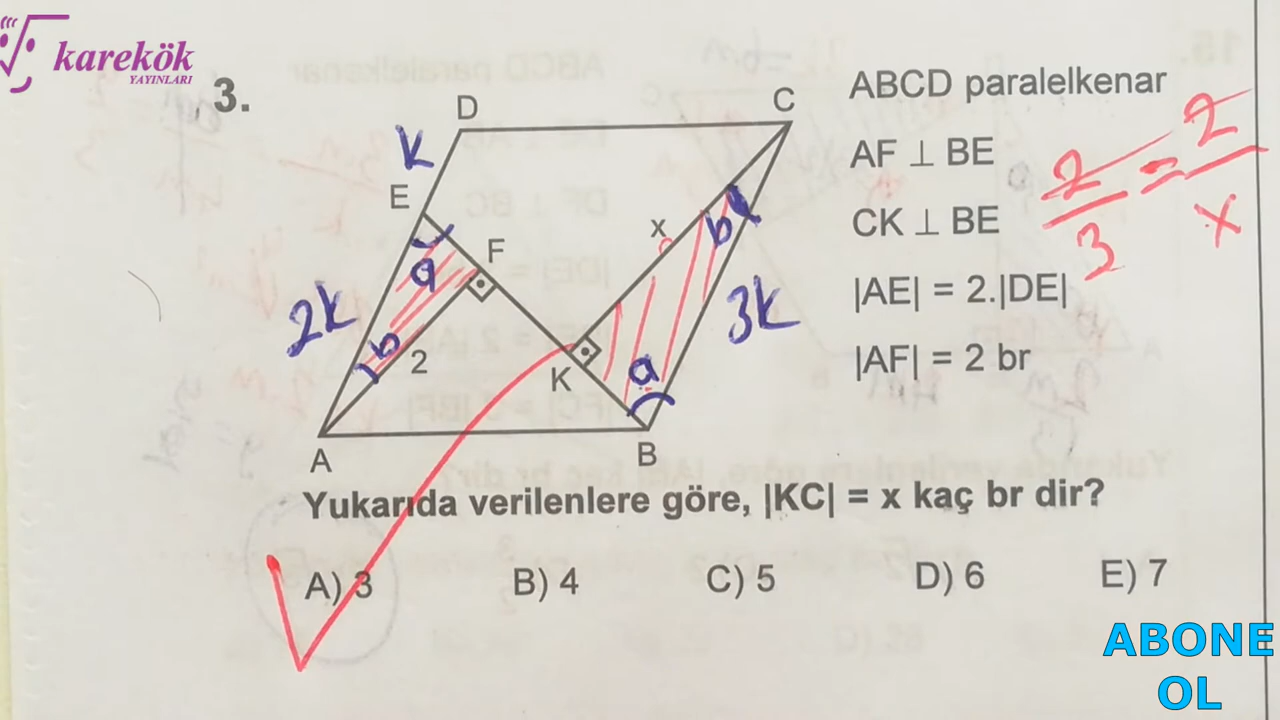 karekök
YAYINLARI
3.
ABCD paralelkenar
AF ⊥ BE
CK ⊥ BE
|AE| = 2.|DE|
|AF| = 2 br
2/3 = 2/x
D
C
K
E
F
x
a
b
2K
b
3K
2
K
a
A
B
Yukarıda verilenlere göre, |KC| = x kaç br dir?
A) 3 B) 4 C) 5 D) 6 E) 7
ABONE
OL